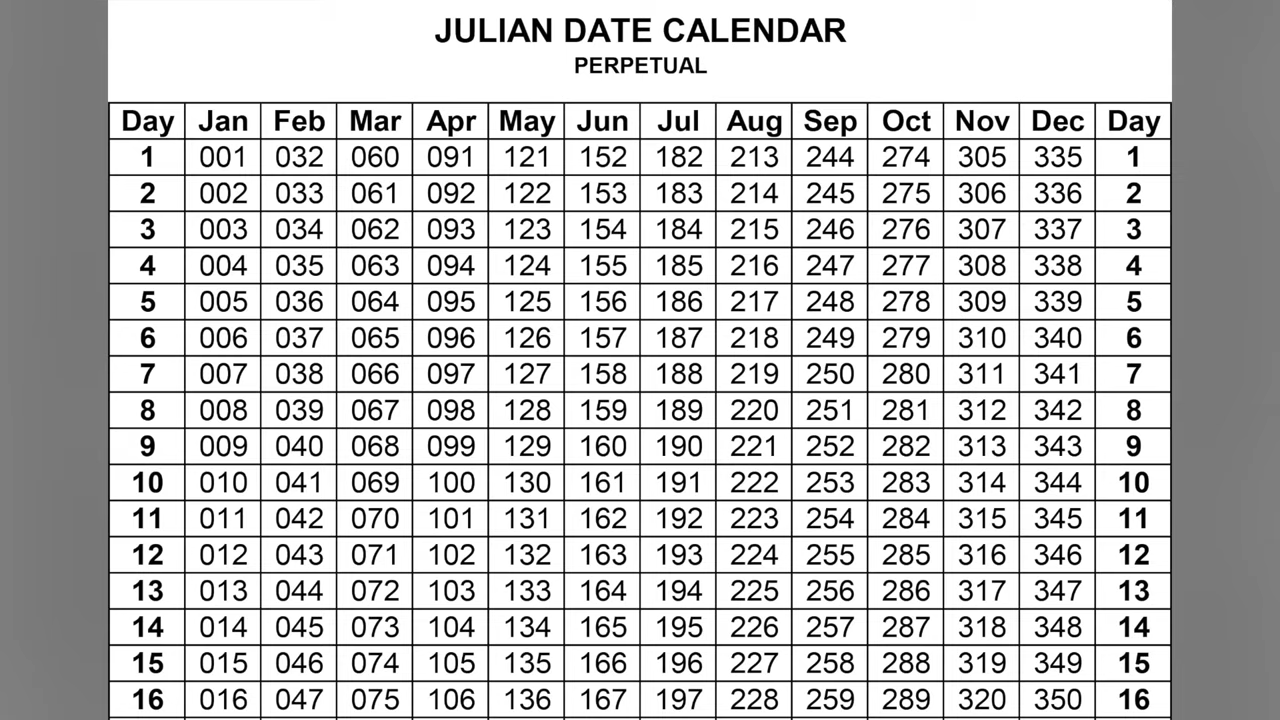 JULIAN DATE CALENDAR
PERPETUAL
Day Jan Feb Mar Apr May Jun Jul Aug Sep Oct Nov Dec Day
1 001 032 060 091 121 152 182 213 244 274 305 335 1
2 002 033 061 092 122 153 183 214 245 275 306 336 2
3 003 034 062 093 123 154 184 215 246 276 307 337 3
4 004 035 063 094 124 155 185 216 247 277 308 338 4
5 005 036 064 095 125 156 186 217 248 278 309 339 5
6 006 037 065 096 126 157 187 218 249 279 310 340 6
7 007 038 066 097 127 158 188 219 250 280 311 341 7
8 008 039 067 098 128 159 189 220 251 281 312 342 8
9 009 040 068 099 129 160 190 221 252 282 313 343 9
10 010 041 069 100 130 161 191 222 253 283 314 344 10
11 011 042 070 101 131 162 192 223 254 284 315 345 11
12 012 043 071 102 132 163 193 224 255 285 316 346 12
13 013 044 072 103 133 164 194 225 256 286 317 347 13
14 014 045 073 104 134 165 195 226 257 287 318 348 14
15 015 046 074 105 135 166 196 227 258 288 319 349 15
16 016 047 075 106 136 167 197 228 259 289 320 350 16